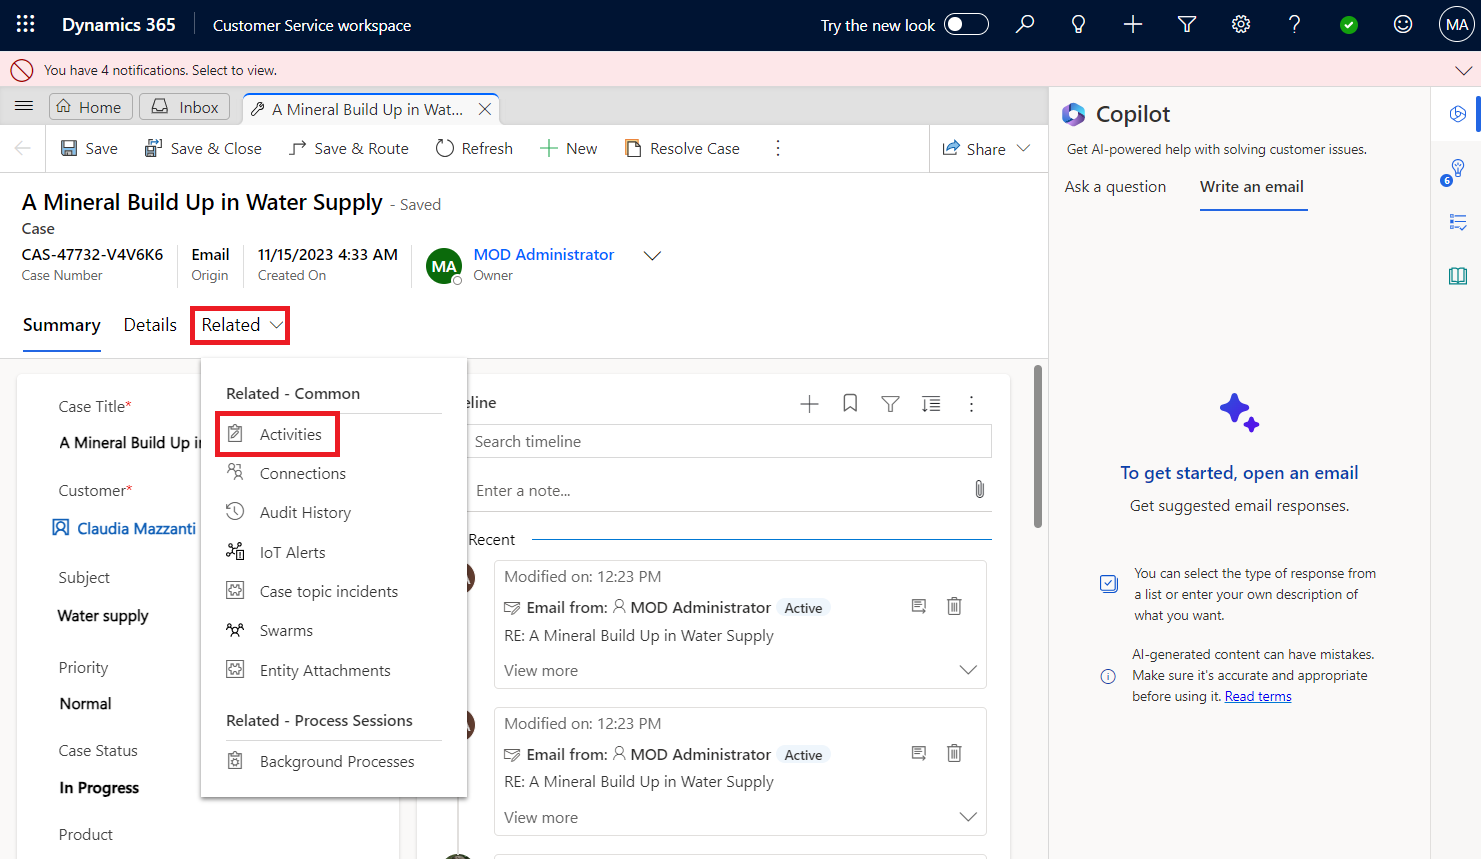 Dynamics 365
Customer Service workspace
Try the new look
MA
You have 4 notifications. Select to view.
Home
Inbox
A Mineral Build Up in Wat...
Save
Save & Close
Save & Route
Refresh
New
Resolve Case
Share
A Mineral Build Up in Water Supply - Saved
Case
CAS-47732-V4V6K6
Case Number
Email
Origin
11/15/2023 4:33 AM
Created On
MA
MOD Administrator
Owner
Summary
Details
Related
Related - Common
Activities
Connections
Audit History
IoT Alerts
Case topic incidents
Swarms
Entity Attachments
Related - Process Sessions
Background Processes
Case Title*
A Mineral Build Up i
Customer*
Claudia Mazzanti
Subject
Water supply
Priority
Normal
Case Status
In Progress
Product
eline
Search timeline
Enter a note...
Recent
Modified on: 12:23 PM
Email from: MOD Administrator Active
RE: A Mineral Build Up in Water Supply
View more
Modified on: 12:23 PM
Email from: MOD Administrator Active
RE: A Mineral Build Up in Water Supply
View more
Copilot
Get AI-powered help with solving customer issues.
Ask a question
Write an email
To get started, open an email
Get suggested email responses.
You can select the type of response from
a list or enter your own description of
what you want.
AI-generated content can have mistakes.
Make sure it's accurate and appropriate
before using it. Read terms
6